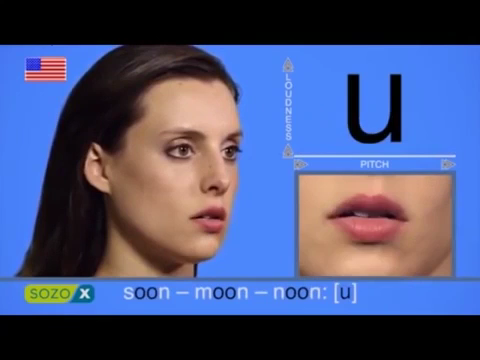 LOUDNESS
u
PITCH
SOZO X
soon – moon – noon: [u]